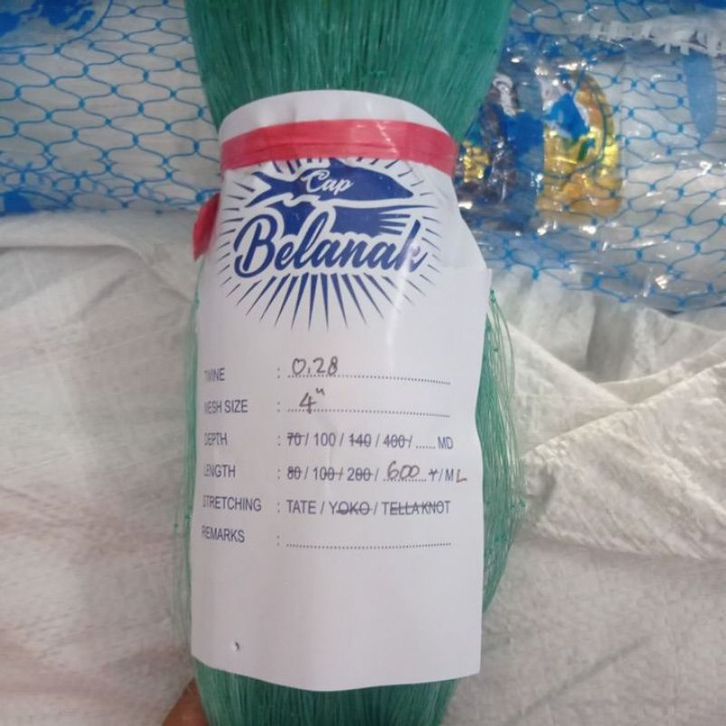 Cap
Belanak
TWINE : 0.28
MESH SIZE : 4"
DEPTH : 70 / 100 / 140 / 400 / ...... MD
LENGTH : 80 / 100 / 200 / 600 Y / ML
STRETCHING : TATE / YOKO / TELLA KNOT
REMARKS :